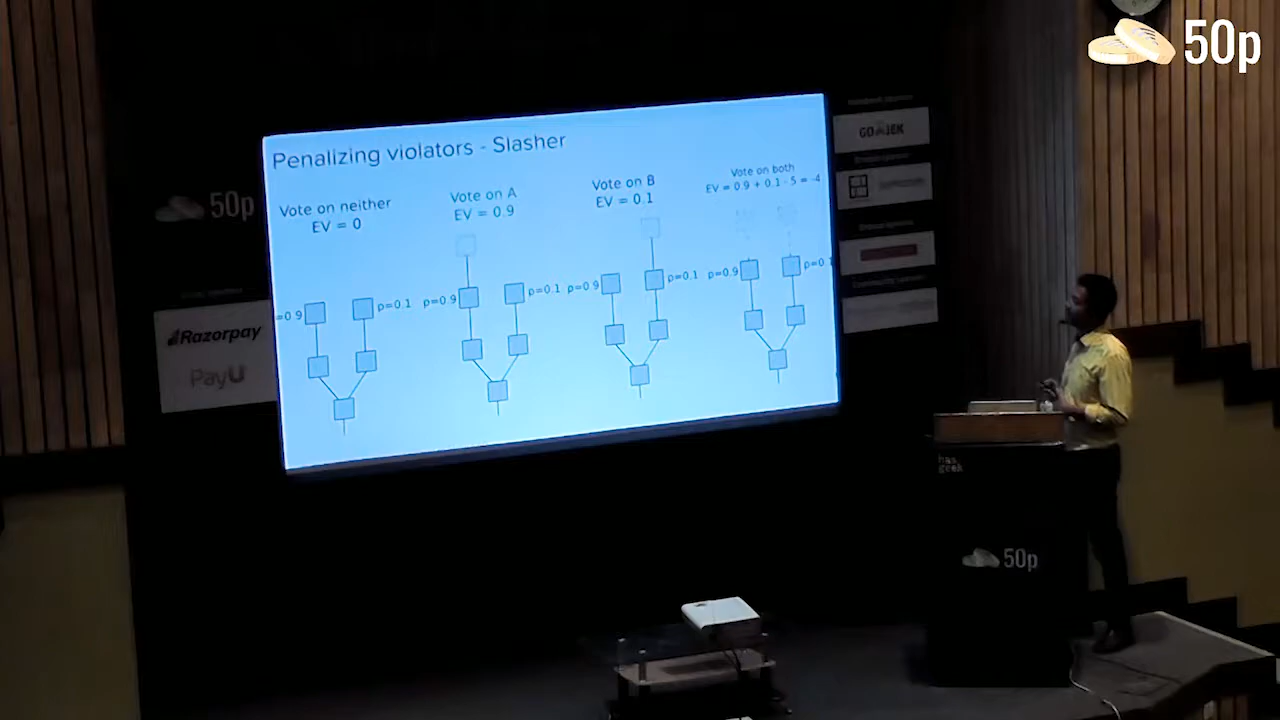 50p
GO-JEK
Penalizing violators - Slasher
Vote on neither
EV = 0
Vote on A
EV = 0.9
Vote on B
EV = 0.1
Vote on both
EV = 0.9 + 0.1 - 5 = -4
=0.9
p=0.1
p=0.9
p=0.1
p=0.9
p=0.1
p=0.9
p=0.1
50p
Razorpay
PayU
has
geek
50p